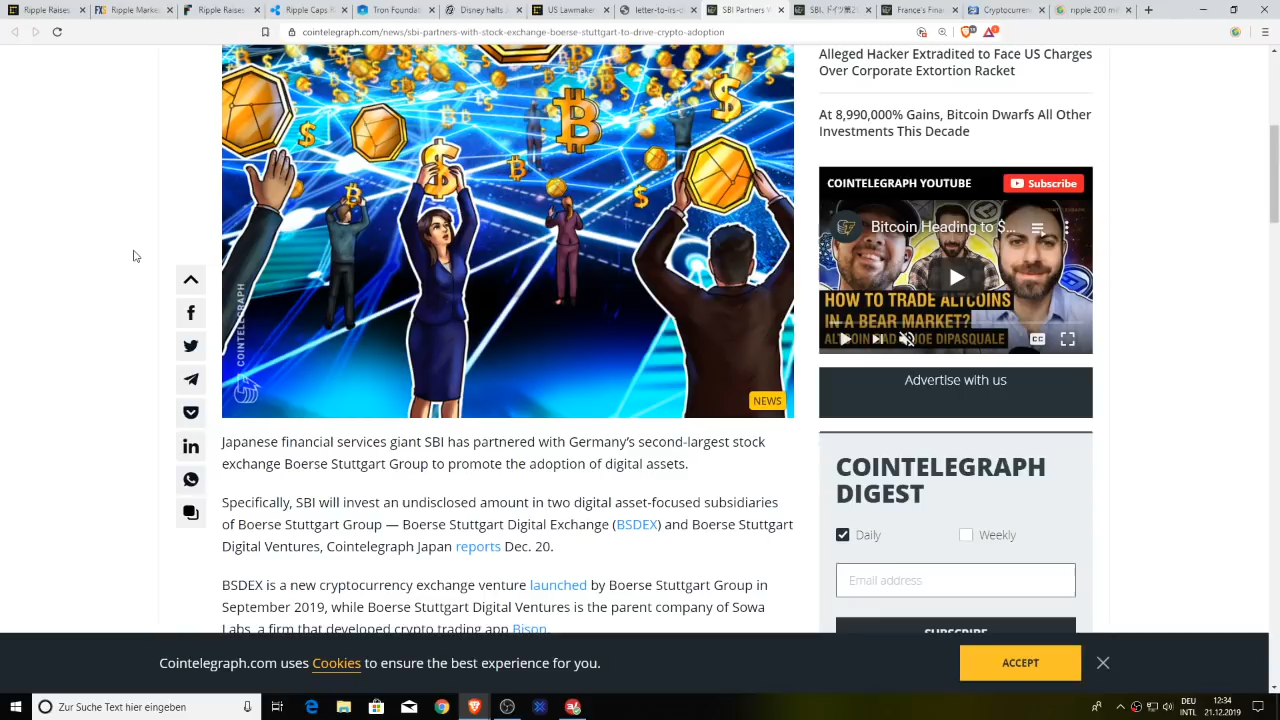 Ripple Raises
Ripple Market
Ripple Raises
Ripple Caps R
Tron Founda
Disney halts
US Lawmaker
letter-to-is-d
SBI Partners
SBI、ドイツ第2
France's Finan
Cryptocurren
ripple 200 mil
cointelegraph.com/news/sbi-partners-with-stock-exchange-boerse-stuttgart-to-drive-crypto-adoption
Alleged Hacker Extradited to Face US Charges
Over Corporate Extortion Racket
At 8,990,000% Gains, Bitcoin Dwarfs All Other
Investments This Decade
COINTELEGRAPH YOUTUBE
Subscribe
Bitcoin Heading to $...
HOW TO TRADE ALTCOINS
IN A BEAR MARKET?
CC
Advertise with us
COINTELEGRAPH
NEWS
Japanese financial services giant SBI has partnered with Germany's second-largest stock
exchange Boerse Stuttgart Group to promote the adoption of digital assets.
Specifically, SBI will invest an undisclosed amount in two digital asset-focused subsidiaries
of Boerse Stuttgart Group — Boerse Stuttgart Digital Exchange (BSDEX) and Boerse Stuttgart
Digital Ventures, Cointelegraph Japan reports Dec. 20.
BSDEX is a new cryptocurrency exchange venture launched by Boerse Stuttgart Group in
September 2019, while Boerse Stuttgart Digital Ventures is the parent company of Sowa
Labs, a firm that developed crypto trading app Bison.
COINTELEGRAPH
DIGEST
Daily
Weekly
Email address
SUBSCRIBE
Cointelegraph.com uses Cookies to ensure the best experience for you.
ACCEPT
Zur Suche Text hier eingeben
DEU
INTL
12:34
21.12.2019